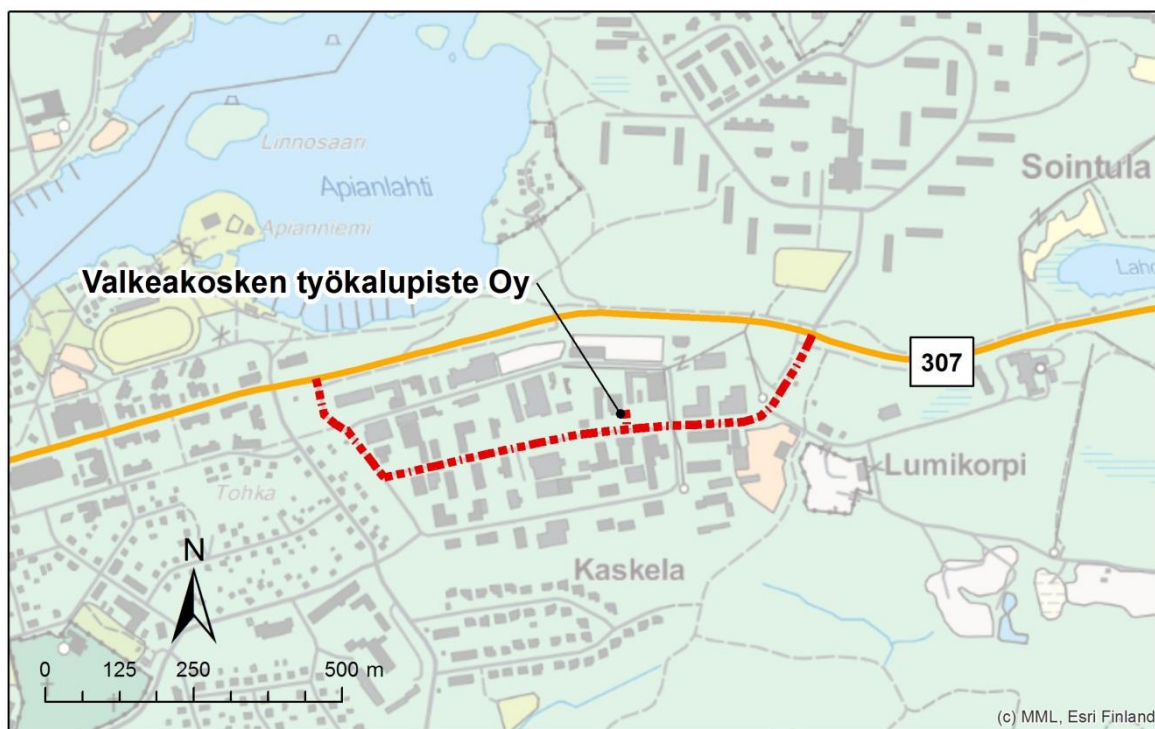 Linnosaari
Apianlahti
Apianniemi
Sointula
Valkeakosken työkalupiste Oy
307
Lumikorpi
Tohka
Kaskela
N
0 125 250 500 m
(c) MML, Esri Finland